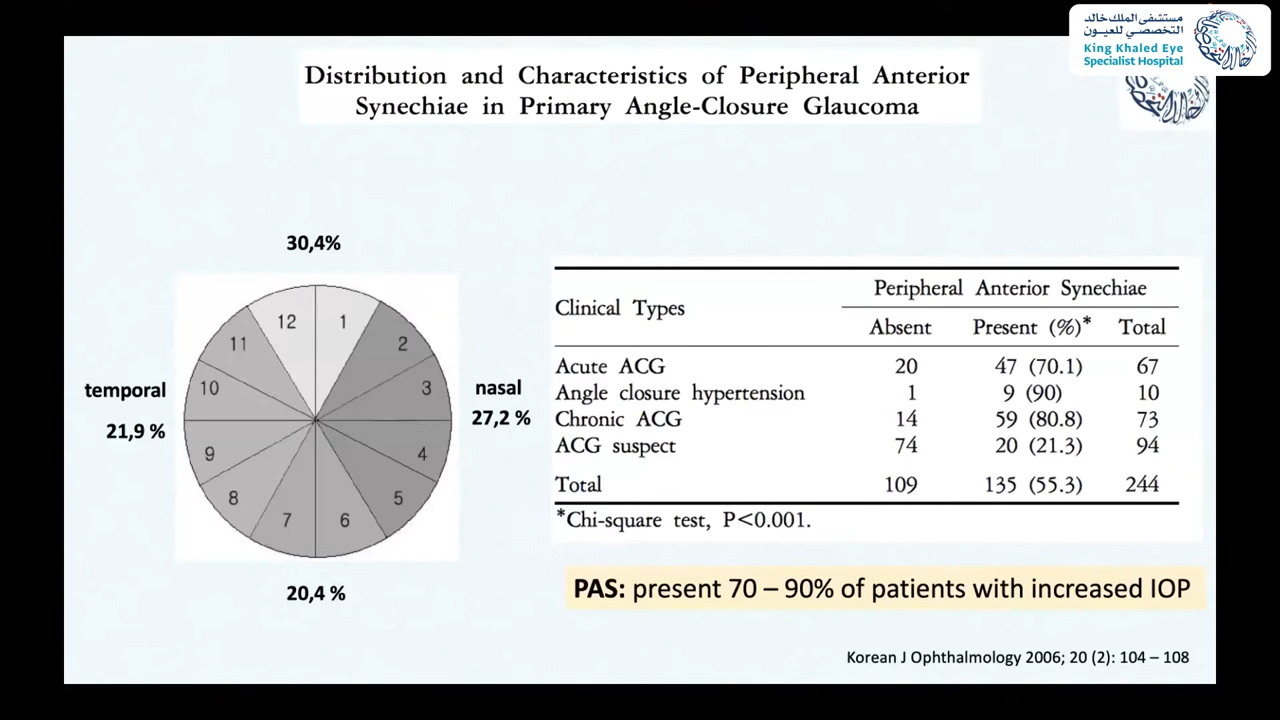 مستشفى الملك خالد
التخصصي للعيون
King Khaled Eye
Specialist Hospital
Distribution and Characteristics of Peripheral Anterior
Synechiae in Primary Angle-Closure Glaucoma
30,4%
12 1
11 2
10 3
9 4
8 5
7 6
temporal
21,9 %
nasal
27,2 %
20,4 %
Clinical Types Peripheral Anterior Synechiae
Absent Present (%)* Total
Acute ACG 20 47 (70.1) 67
Angle closure hypertension 1 9 (90) 10
Chronic ACG 14 59 (80.8) 73
ACG suspect 74 20 (21.3) 94
Total 109 135 (55.3) 244
*Chi-square test, P<0.001.
PAS: present 70 – 90% of patients with increased IOP
Korean J Ophthalmology 2006; 20 (2): 104 – 108